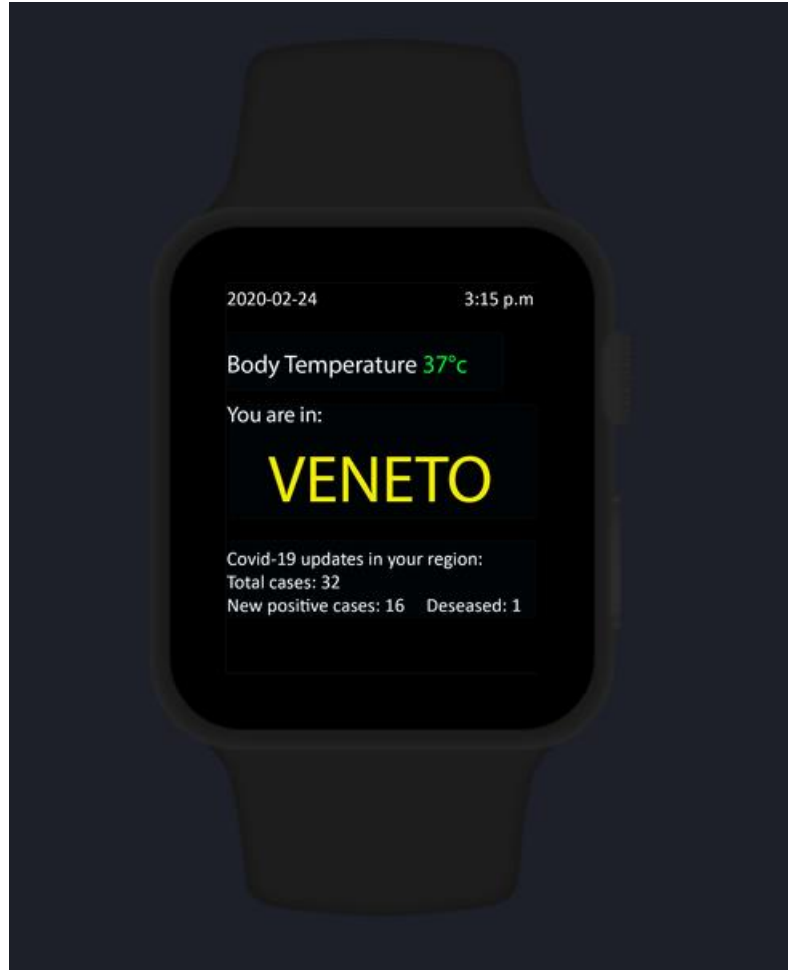 2020-02-24 3:15 p.m
Body Temperature 37°c
You are in:
VENETO
Covid-19 updates in your region:
Total cases: 32
New positive cases: 16 Deseased: 1